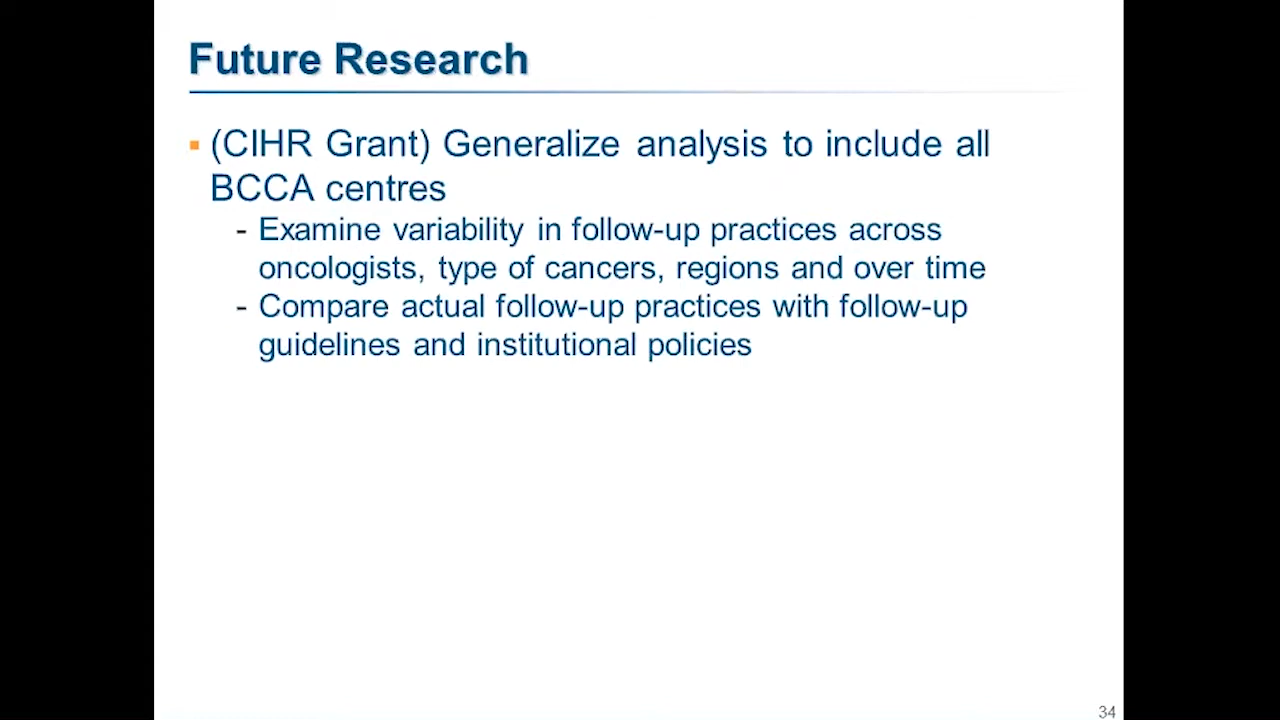 Future Research
(CIHR Grant) Generalize analysis to include all
BCCA centres
- Examine variability in follow-up practices across
oncologists, type of cancers, regions and over time
- Compare actual follow-up practices with follow-up
guidelines and institutional policies
34